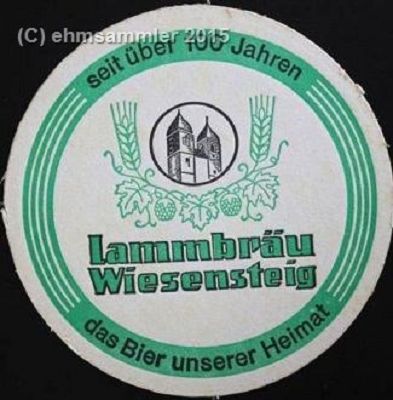 (C) ehmsammler 2015
seit über 100 Jahren
Lammbräu
Wiesensteig
das Bier unserer Heimat